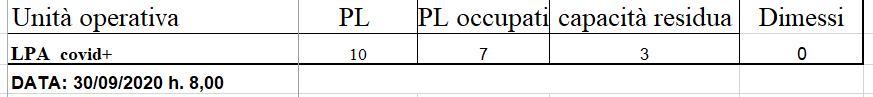 Unità operativa PL PL occupati capacità residua Dimessi
LPA covid+ 10 7 3 0
DATA: 30/09/2020 h. 8,00